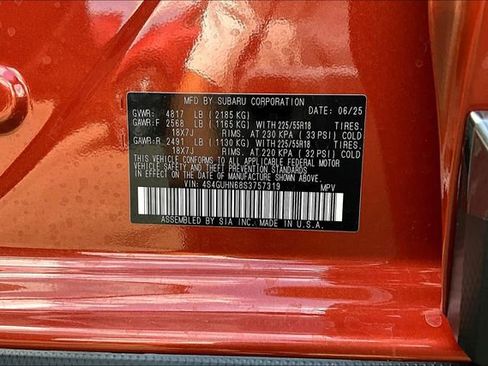 MFD BY SUBARU CORPORATION DATE: 06/25
GVWR: 4817 LB (2185 KG)
GAWR:F 2568 LB (1165 KG) WITH 225/55R18 TIRES.
18X7J RIMS. AT 230 KPA ( 33 PSI) COLD
GAWR:R 2491 LB (1130 KG) WITH 225/55R18 TIRES.
18X7J RIMS. AT 220 KPA ( 32 PSI) COLD
THIS VEHICLE CONFORMS TO ALL APPLICABLE FEDERAL MOTOR
VEHICLE SAFETY AND THEFT PREVENTION STANDARDS
IN EFFECT ON THE DATE OF MANUFACTURE SHOWN ABOVE.
VIN: 4S4GUHN68S3757319 MPV
ASSEMBLED BY SIA INC. MADE IN U.S.A.